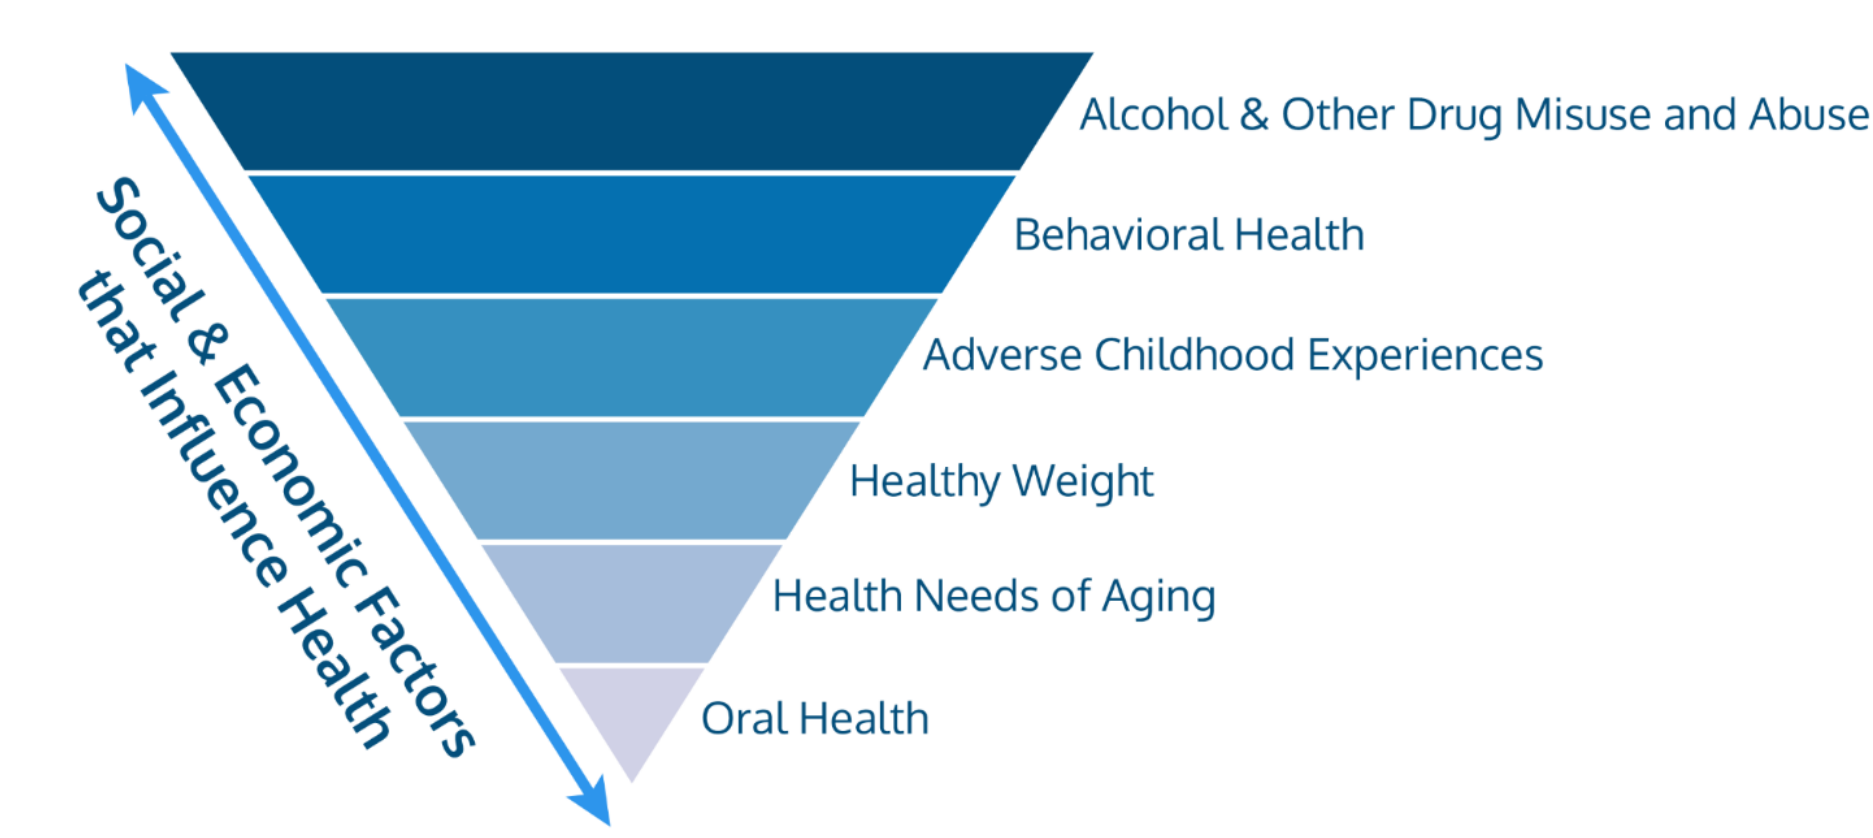 Social & Economic Factors
that Influence Health
Alcohol & Other Drug Misuse and Abuse
Behavioral Health
Adverse Childhood Experiences
Healthy Weight
Health Needs of Aging
Oral Health